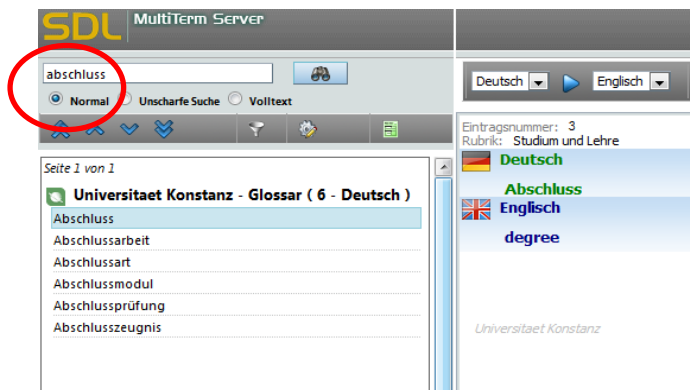 SDL MultiTerm Server
abschluss
Normal Unscharfe Suche Volltext
Seite 1 von 1
Universitaet Konstanz - Glossar ( 6 - Deutsch )
Abschluss
Abschlussarbeit
Abschlussart
Abschlussmodul
Abschlussprüfung
Abschlusszeugnis
Deutsch Englisch
Eintragsnummer: 3
Rubrik: Studium und Lehre
Deutsch
Abschluss
Englisch
degree
Universitaet Konstanz